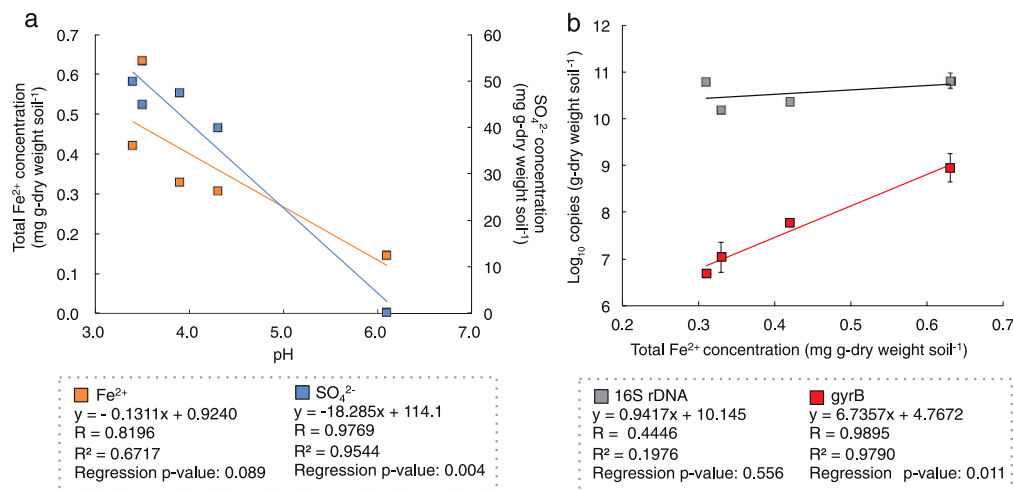 a
0.7
0.6
0.5
0.4
0.3
0.2
0.1
0.0
Total Fe²⁺ concentration
(mg g-dry weight soil⁻¹)
60
50
40
30
20
10
0
SO₄²⁻ concentration
(mg g-dry weight soil⁻¹)
3.0 4.0 5.0 6.0 7.0
pH
Fe²⁺
y = - 0.1311x + 0.9240
R = 0.8196
R² = 0.6717
Regression p-value: 0.089
SO₄²⁻
y = -18.285x + 114.1
R = 0.9769
R² = 0.9544
Regression p-value: 0.004
b
12
11
10
9
8
7
6
Log₁₀ copies (g-dry weight soil⁻¹)
0.2 0.3 0.4 0.5 0.6 0.7
Total Fe²⁺ concentration (mg g-dry weight soil⁻¹)
16S rDNA
y = 0.9417x + 10.145
R = 0.4446
R² = 0.1976
Regression p-value: 0.556
gyrB
y = 6.7357x + 4.7672
R = 0.9895
R² = 0.9790
Regression p-value: 0.011